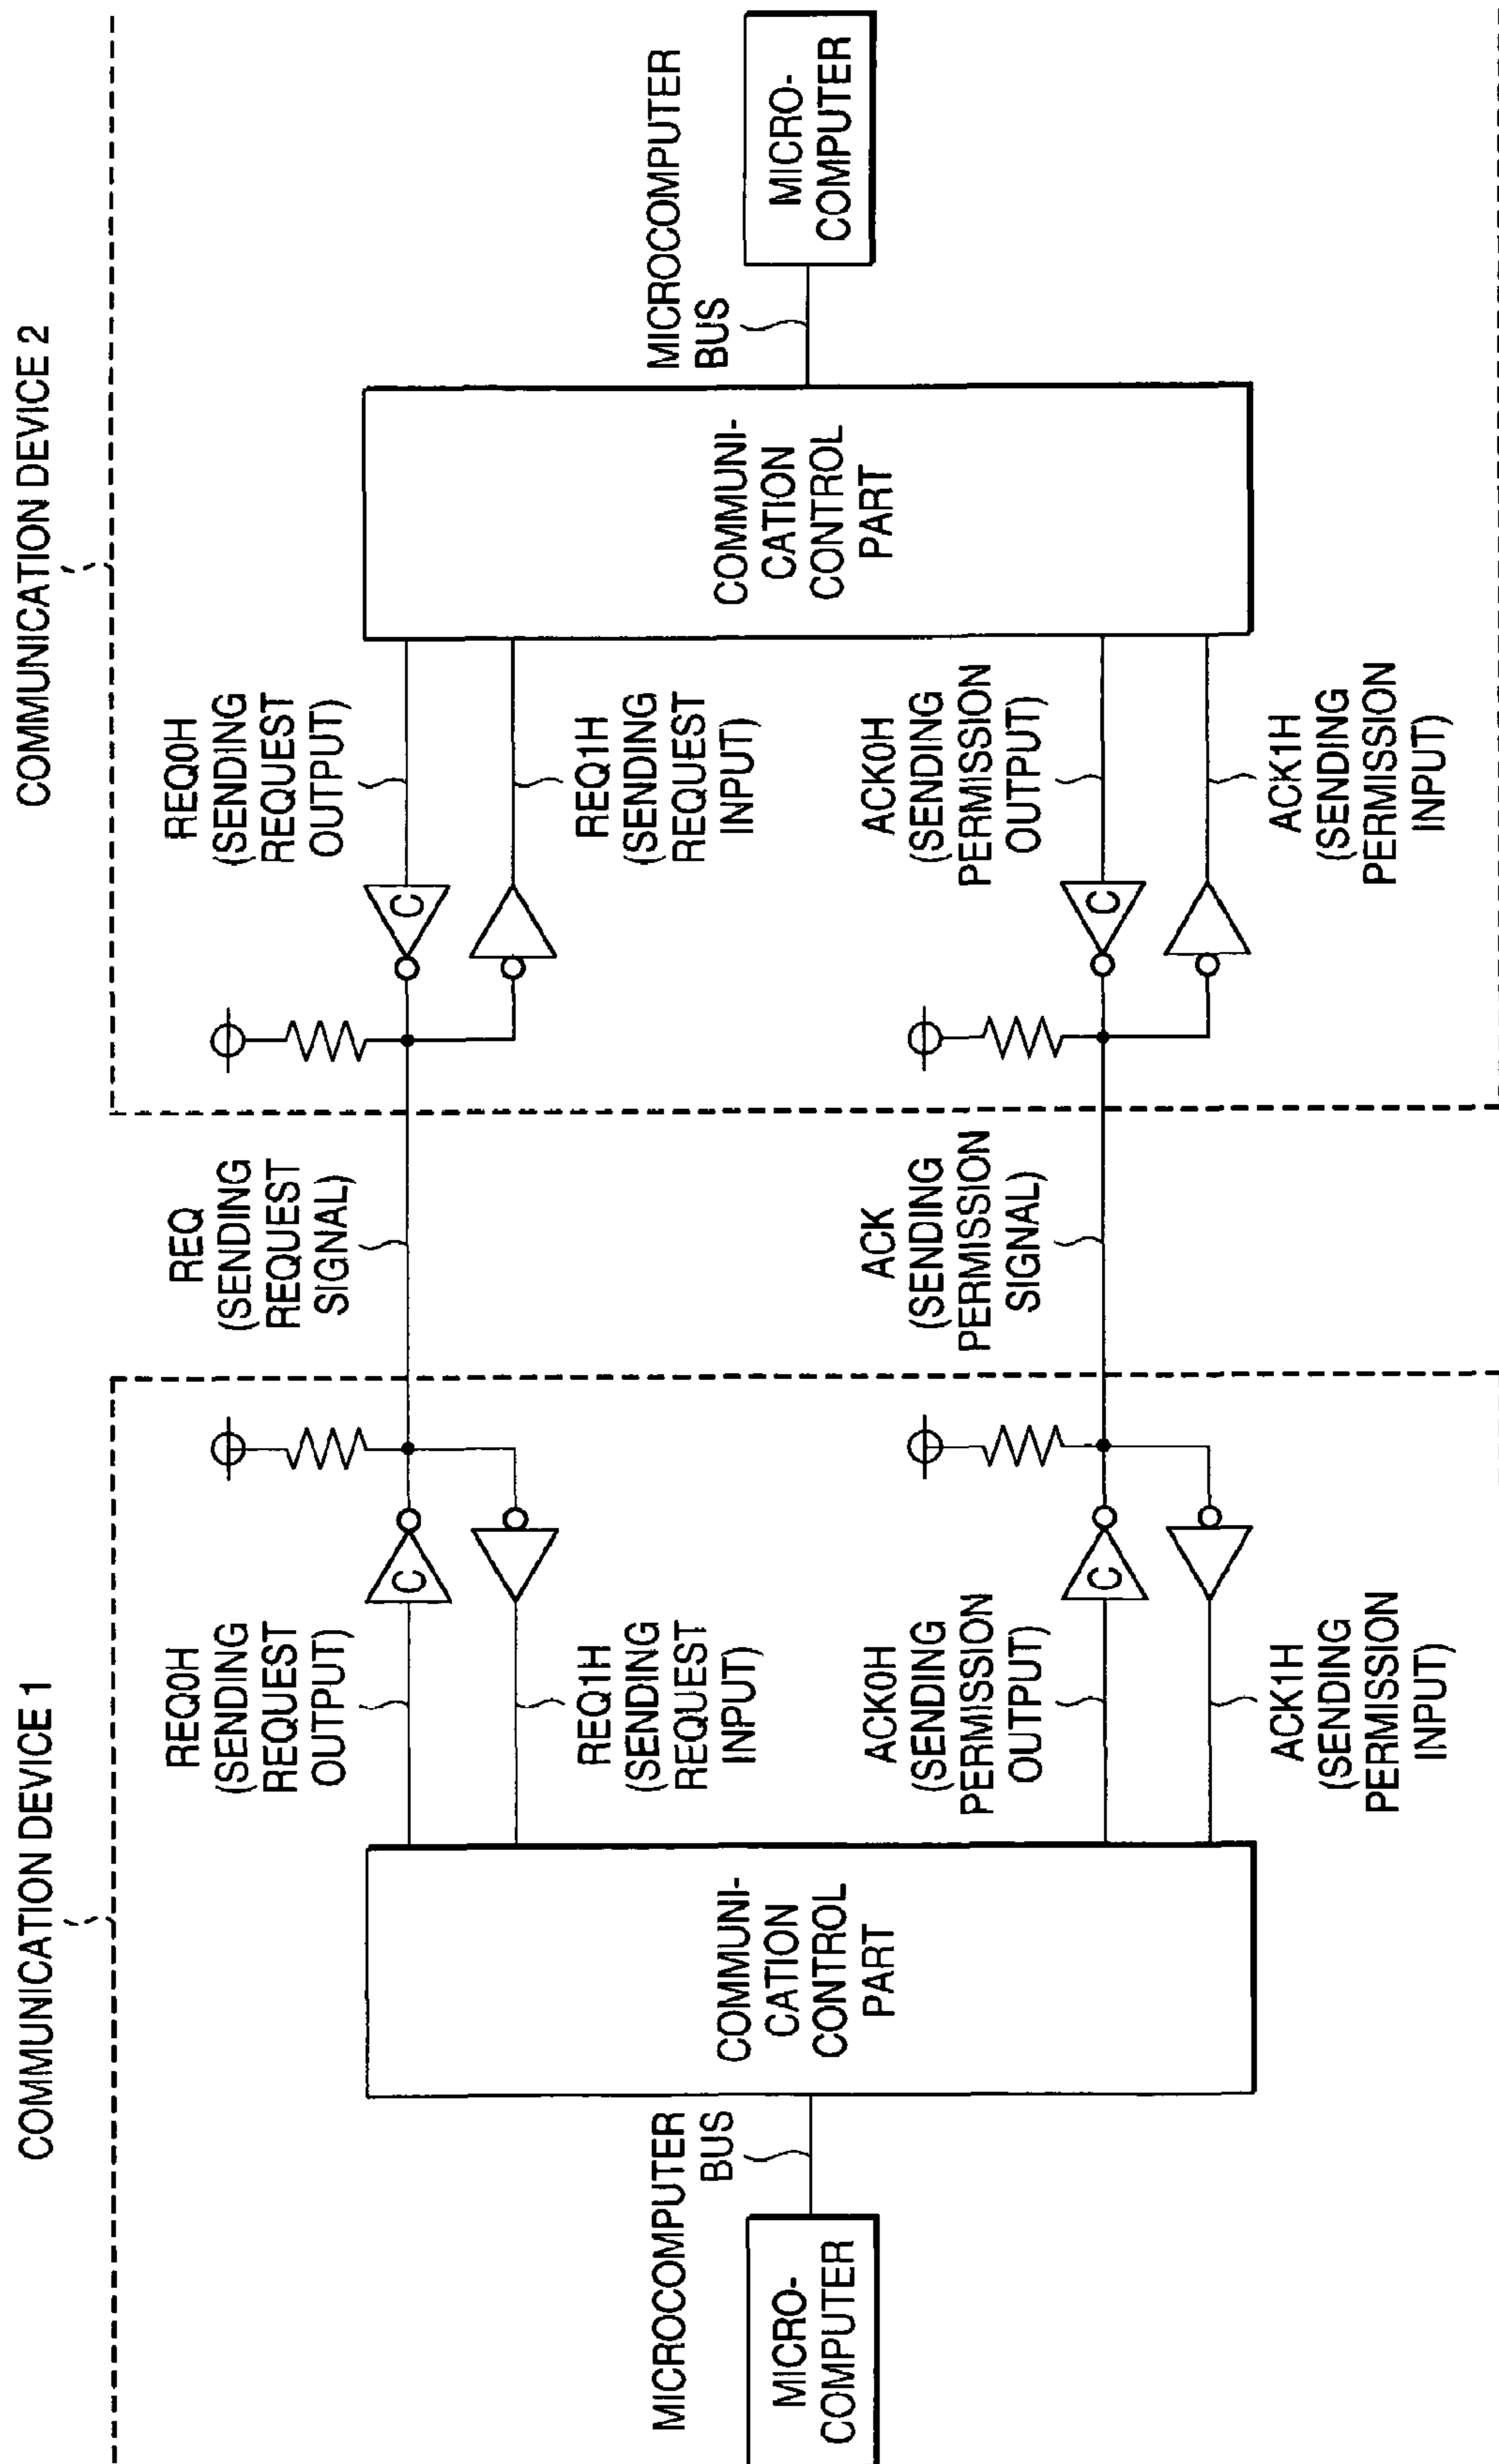 COMMUNICATION DEVICE 1
MICROCOMPUTER
BUS
MICRO-
COMPUTER
COMMUNI-
CATION
CONTROL
PART
REQ0H
(SENDING
REQUEST
OUTPUT)
REQ1H
(SENDING
REQUEST
INPUT)
ACK0H
(SENDING
PERMISSION
OUTPUT)
ACK1H
(SENDING
PERMISSION
INPUT)
C
C
REQ
(SENDING
REQUEST
SIGNAL)
ACK
(SENDING
PERMISSION
SIGNAL)
COMMUNICATION DEVICE 2
C
C
REQ0H
(SENDING
REQUEST
OUTPUT)
REQ1H
(SENDING
REQUEST
INPUT)
ACK0H
(SENDING
PERMISSION
OUTPUT)
ACK1H
(SENDING
PERMISSION
INPUT)
COMMUNI-
CATION
CONTROL
PART
MICROCOMPUTER
BUS
MICRO-
COMPUTER